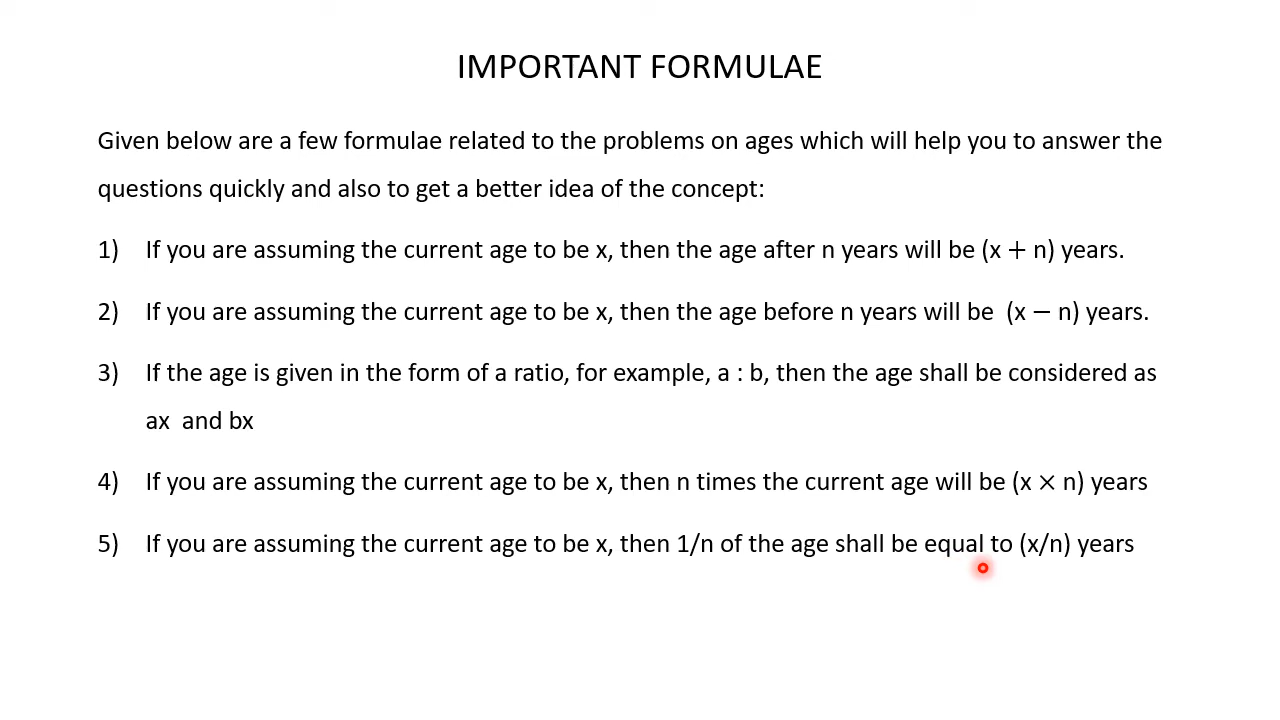 IMPORTANT FORMULAE
Given below are a few formulae related to the problems on ages which will help you to answer the
questions quickly and also to get a better idea of the concept:
1) If you are assuming the current age to be x, then the age after n years will be (x + n) years.
2) If you are assuming the current age to be x, then the age before n years will be (x − n) years.
3) If the age is given in the form of a ratio, for example, a : b, then the age shall be considered as
ax and bx
4) If you are assuming the current age to be x, then n times the current age will be (x × n) years
5) If you are assuming the current age to be x, then 1/n of the age shall be equal to (x/n) years